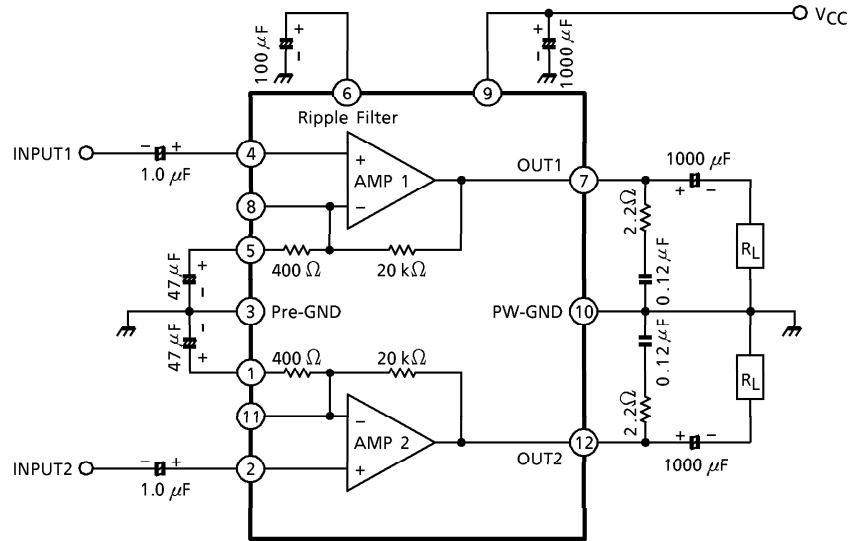 100 μF
+
−
+
−
1000 μF
VCC
6
9
Ripple Filter
INPUT1
−
+
1.0 μF
4
+
AMP 1
−
OUT1
7
1000 μF
+
−
8
2.2Ω
5
400 Ω
20 kΩ
47 μF
+
−
0.12 μF
RL
3
Pre-GND
PW-GND
10
47 μF
−
+
400 Ω
20 kΩ
0.12 μF
1
RL
11
−
AMP 2
+
2.2Ω
OUT2
12
+
−
1000 μF
INPUT2
−
+
1.0 μF
2